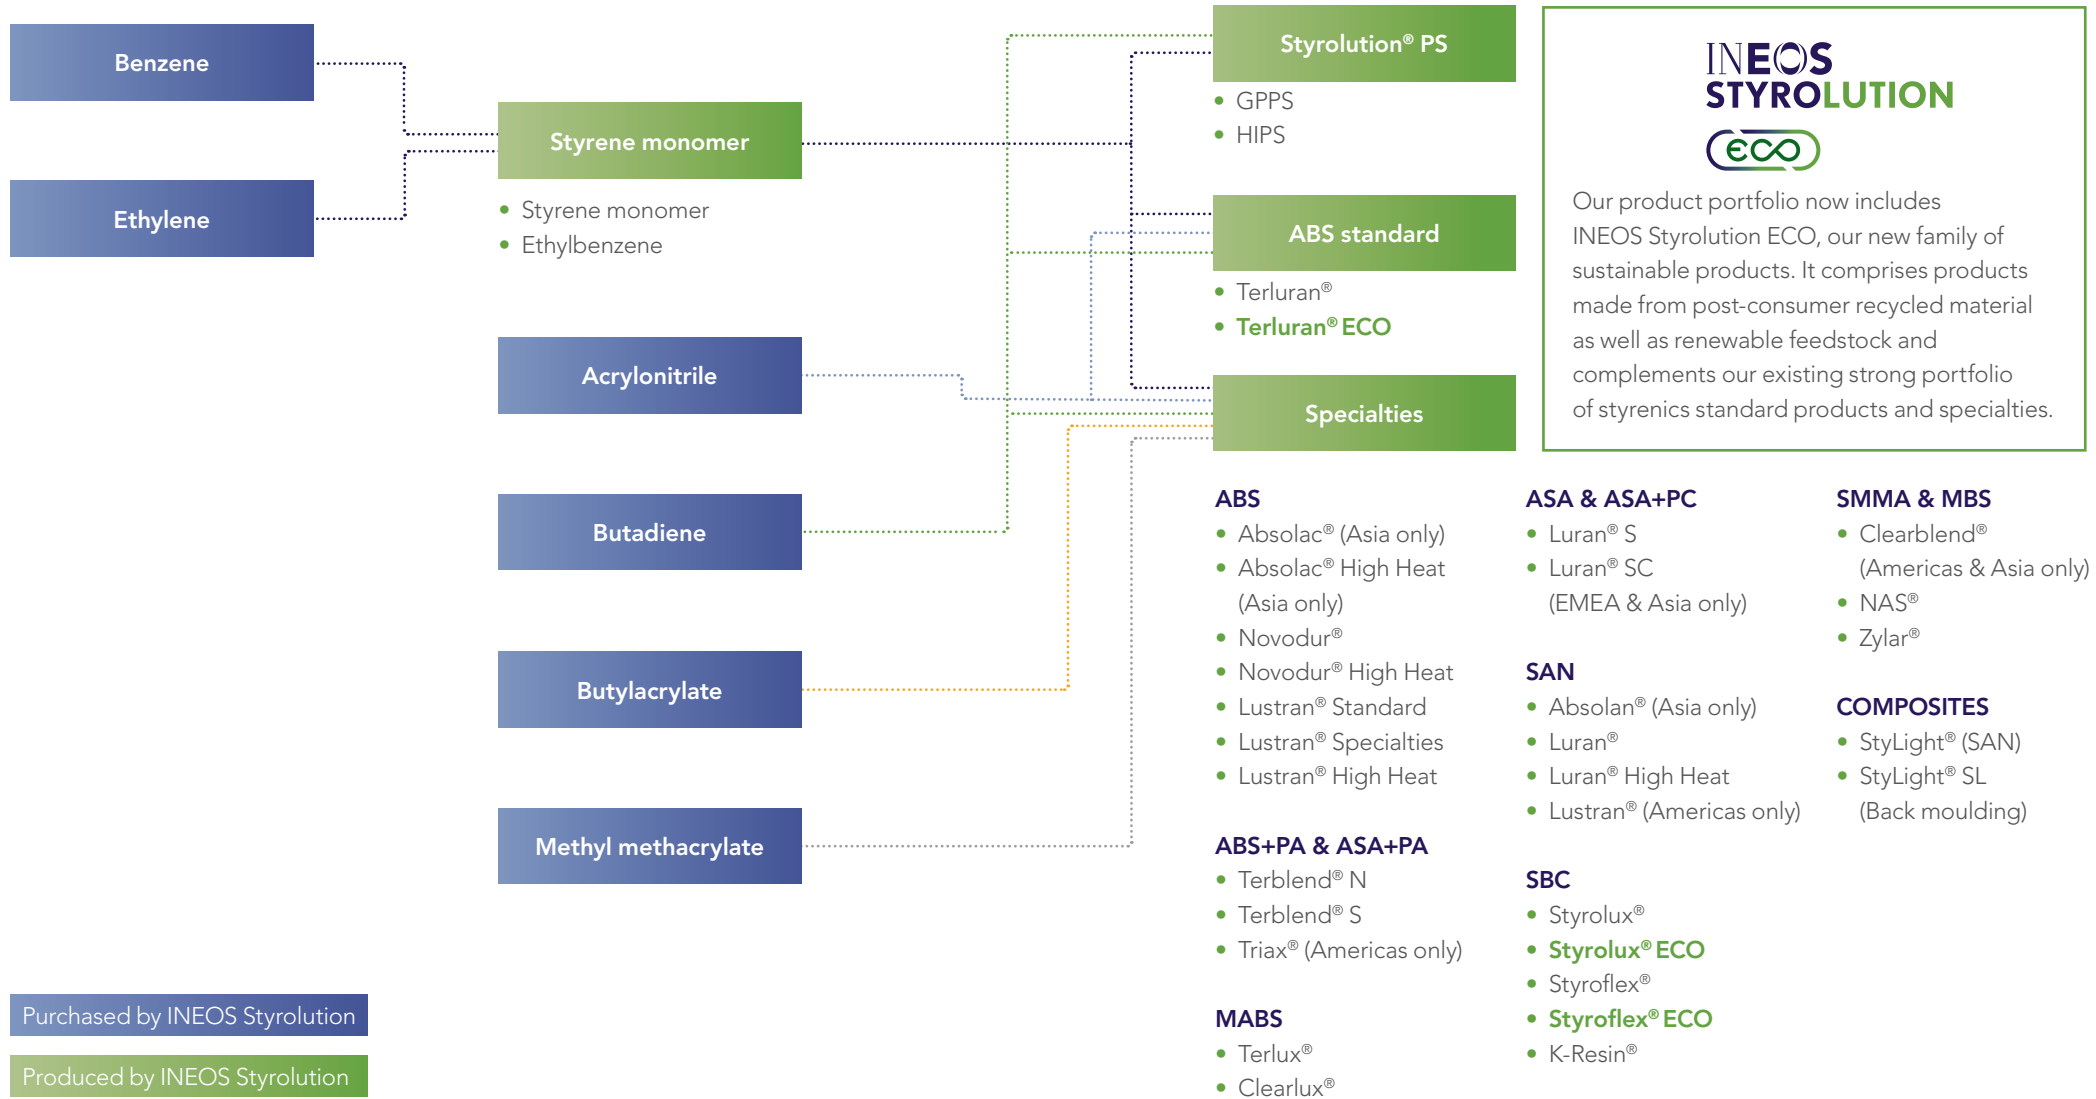 Benzene
Ethylene
Styrene monomer
• Styrene monomer
• Ethylbenzene
Acrylonitrile
Butadiene
Butylacrylate
Methyl methacrylate
Purchased by INEOS Styrolution
Produced by INEOS Styrolution
Styrolution® PS
• GPPS
• HIPS
ABS standard
• Terluran®
• Terluran® ECO
Specialties
ABS
• Absolac® (Asia only)
• Absolac® High Heat
(Asia only)
• Novodur®
• Novodur® High Heat
• Lustran® Standard
• Lustran® Specialties
• Lustran® High Heat
ABS+PA & ASA+PA
• Terblend® N
• Terblend® S
• Triax® (Americas only)
MABS
• Terlux®
• Clearlux®
ASA & ASA+PC
• Luran® S
• Luran® SC
(EMEA & Asia only)
SAN
• Absolan® (Asia only)
• Luran®
• Luran® High Heat
• Lustran® (Americas only)
SBC
• Styrolux®
• Styrolux® ECO
• Styroflex®
• Styroflex® ECO
• K-Resin®
SMMA & MBS
• Clearblend®
(Americas & Asia only)
• NAS®
• Zylar®
COMPOSITES
• StyLight® (SAN)
• StyLight® SL
(Back moulding)
INEOS
STYROLUTION
ECO
Our product portfolio now includes
INEOS Styrolution ECO, our new family of
sustainable products. It comprises products
made from post-consumer recycled material
as well as renewable feedstock and
complements our existing strong portfolio
of styrenics standard products and specialties.